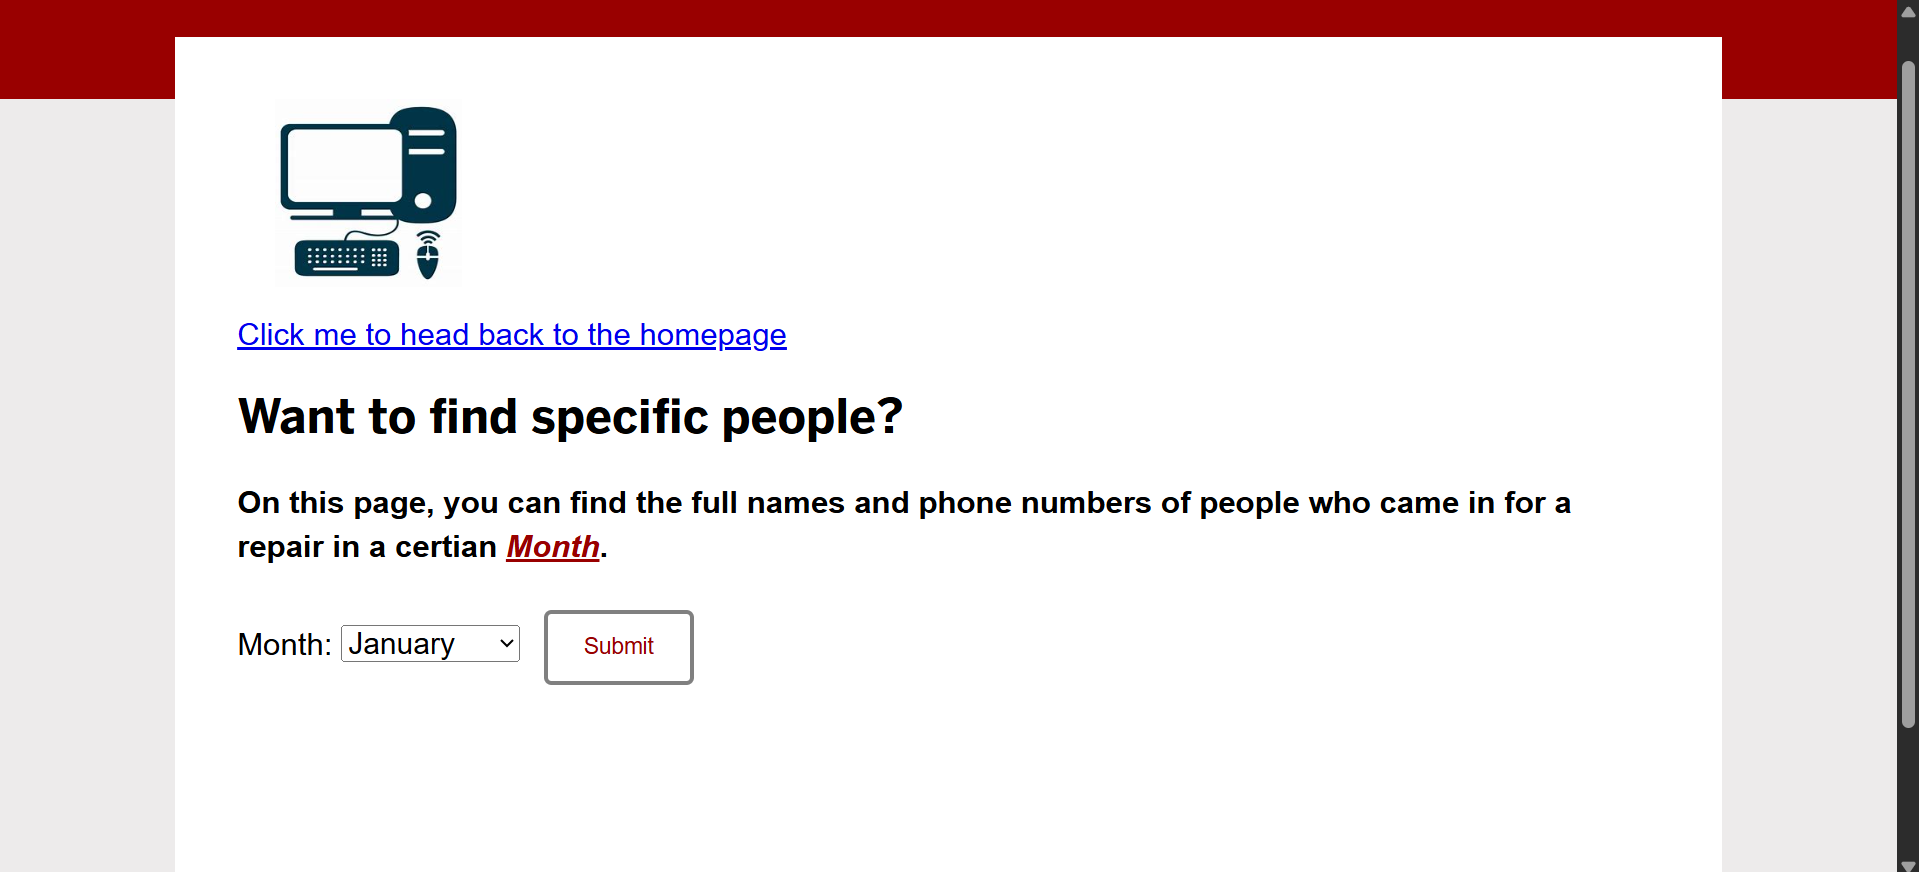 Click me to head back to the homepage
Want to find specific people?
On this page, you can find the full names and phone numbers of people who came in for a
repair in a certian Month.
Month: January Submit